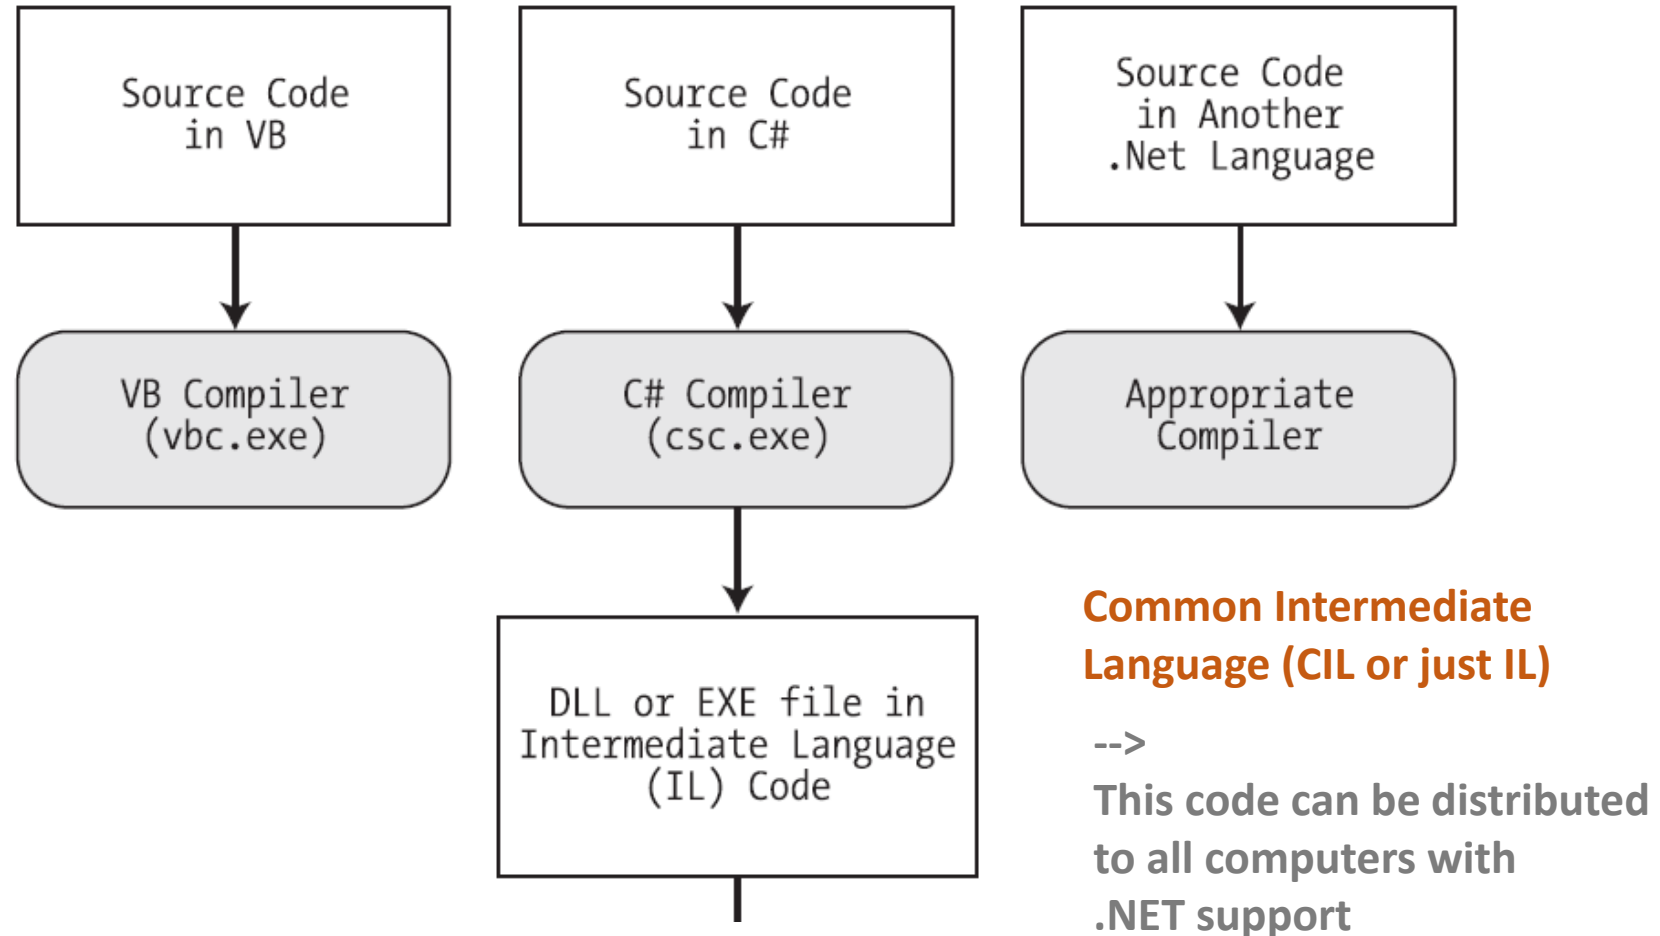 Source Code
in VB
Source Code
in C#
Source Code
in Another
.Net Language
VB Compiler
(vbc.exe)
C# Compiler
(csc.exe)
Appropriate
Compiler
DLL or EXE file in
Intermediate Language
(IL) Code
Common Intermediate
Language (CIL or just IL)
-->
This code can be distributed
to all computers with
.NET support